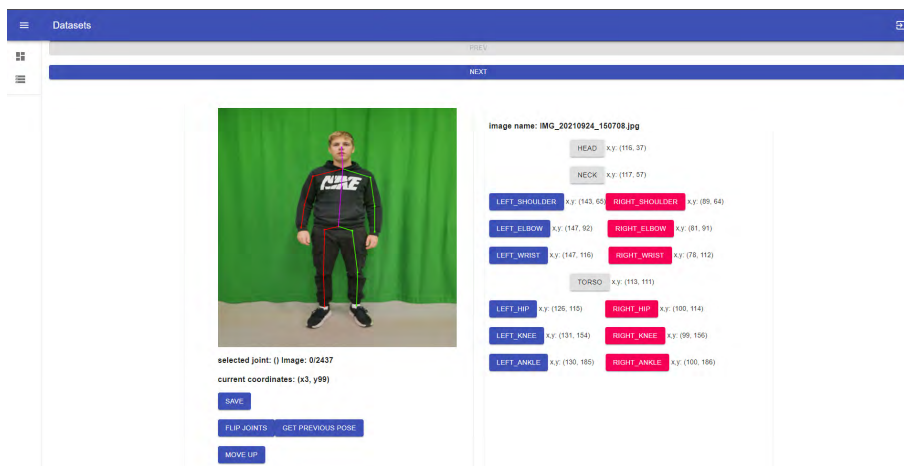 Datasets
PREV
NEXT
NIKE
image name: IMG_20210924_150708.jpg
HEAD x,y: (116, 37)
NECK x,y: (117, 57)
LEFT_SHOULDER x,y: (143, 65) RIGHT_SHOULDER x,y: (89, 64)
LEFT_ELBOW x,y: (147, 92) RIGHT_ELBOW x,y: (81, 91)
LEFT_WRIST x,y: (147, 116) RIGHT_WRIST x,y: (78, 112)
TORSO x,y: (113, 111)
LEFT_HIP x,y: (126, 115) RIGHT_HIP x,y: (100, 114)
LEFT_KNEE x,y: (131, 154) RIGHT_KNEE x,y: (99, 156)
LEFT_ANKLE x,y: (130, 185) RIGHT_ANKLE x,y: (100, 186)
selected joint: () Image: 0/2437
current coordinates: (x3, y99)
SAVE
FLIP JOINTS GET PREVIOUS POSE
MOVE UP